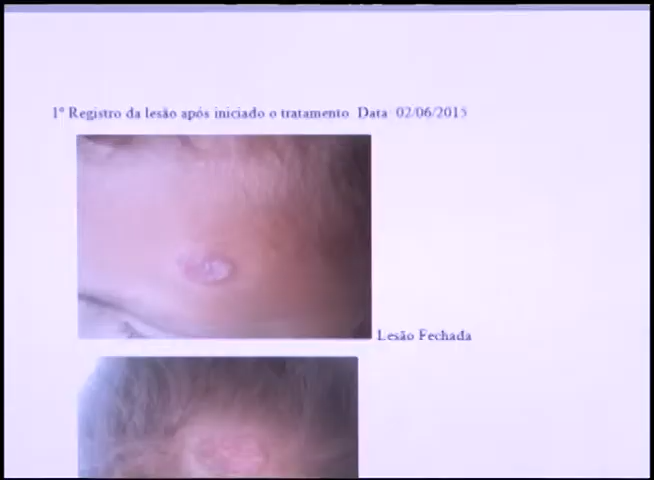 1º Registro da lesão após iniciado o tratamento Data 02/06/2015
Lesão Fechada